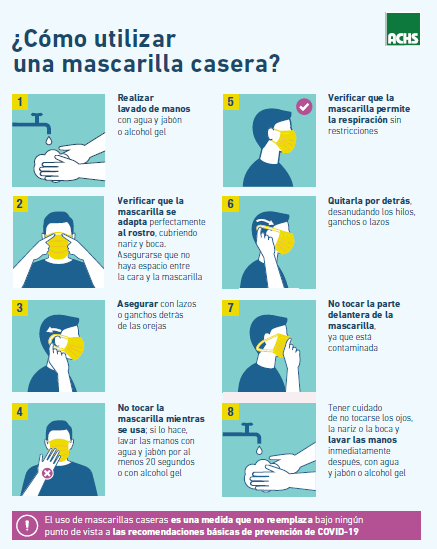 ACHS
¿Cómo utilizar
una mascarilla casera?
1
Realizar
lavado de manos
con agua y jabón
o alcohol gel
2
Verificar que la
mascarilla se
adapta perfectamente
al rostro, cubriendo
nariz y boca.
Asegurarse que no
haya espacio entre
la cara y la mascarilla
3
Asegurar con lazos
o ganchos detrás
de las orejas
4
No tocar la
mascarilla mientras
se usa; si lo hace,
lavar las manos con
agua y jabón por al
menos 20 segundos
o con alcohol gel
5
Verificar que la
mascarilla permite
la respiración sin
restricciones
6
Quitarla por detrás,
desanudando los hilos,
ganchos o lazos
7
No tocar la parte
delantera de la
mascarilla,
ya que está
contaminada
8
Tener cuidado
de no tocarse los ojos,
la nariz o la boca y
lavar las manos
inmediatamente
después, con agua
y jabón o alcohol gel
El uso de mascarillas caseras es una medida que no reemplaza bajo ningún
punto de vista a las recomendaciones básicas de prevención de COVID-19